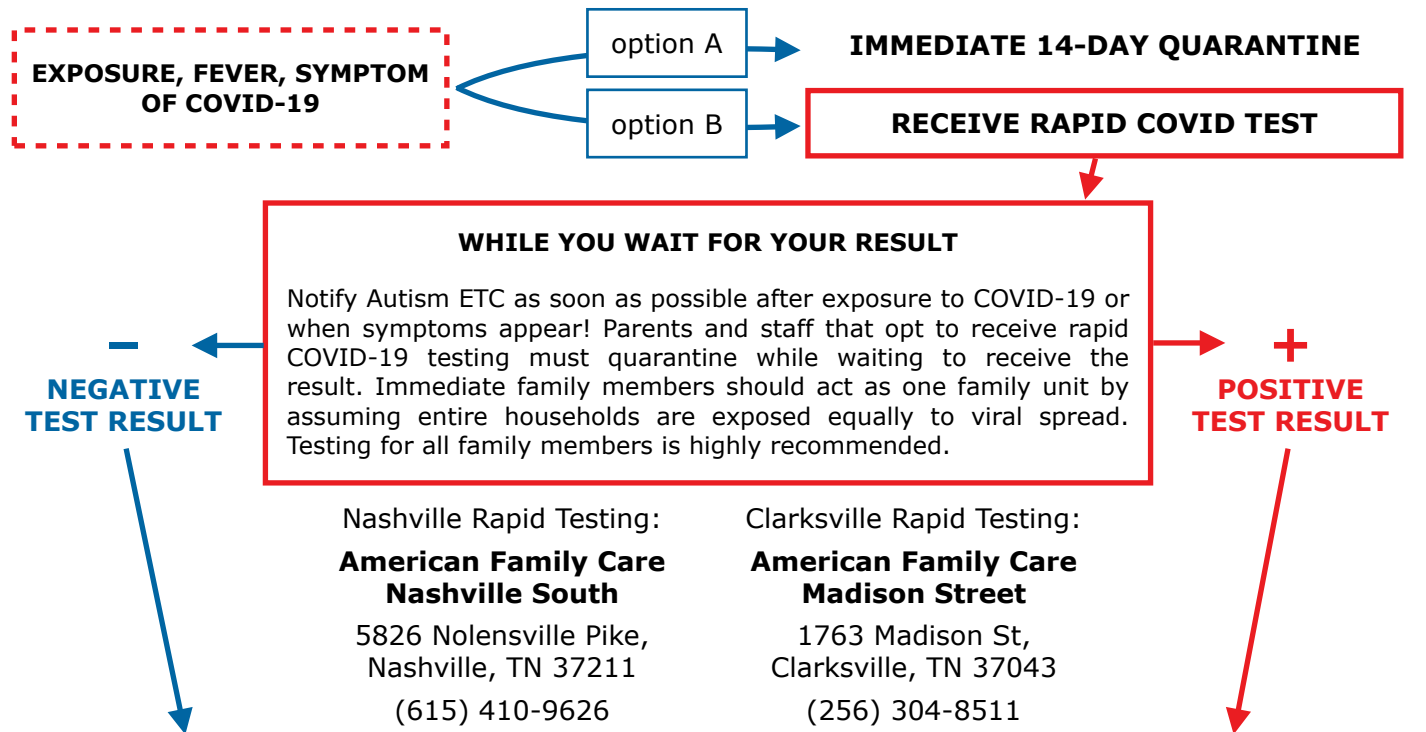 EXPOSURE, FEVER, SYMPTOM
OF COVID-19
option A
IMMEDIATE 14-DAY QUARANTINE
option B
RECEIVE RAPID COVID TEST
WHILE YOU WAIT FOR YOUR RESULT
Notify Autism ETC as soon as possible after exposure to COVID-19 or
when symptoms appear! Parents and staff that opt to receive rapid
COVID-19 testing must quarantine while waiting to receive the
result. Immediate family members should act as one family unit by
assuming entire households are exposed equally to viral spread.
Testing for all family members is highly recommended.
–
NEGATIVE
TEST RESULT
+
POSITIVE
TEST RESULT
Nashville Rapid Testing:
American Family Care
Nashville South
5826 Nolensville Pike,
Nashville, TN 37211
(615) 410-9626
Clarksville Rapid Testing:
American Family Care
Madison Street
1763 Madison St,
Clarksville, TN 37043
(256) 304-8511